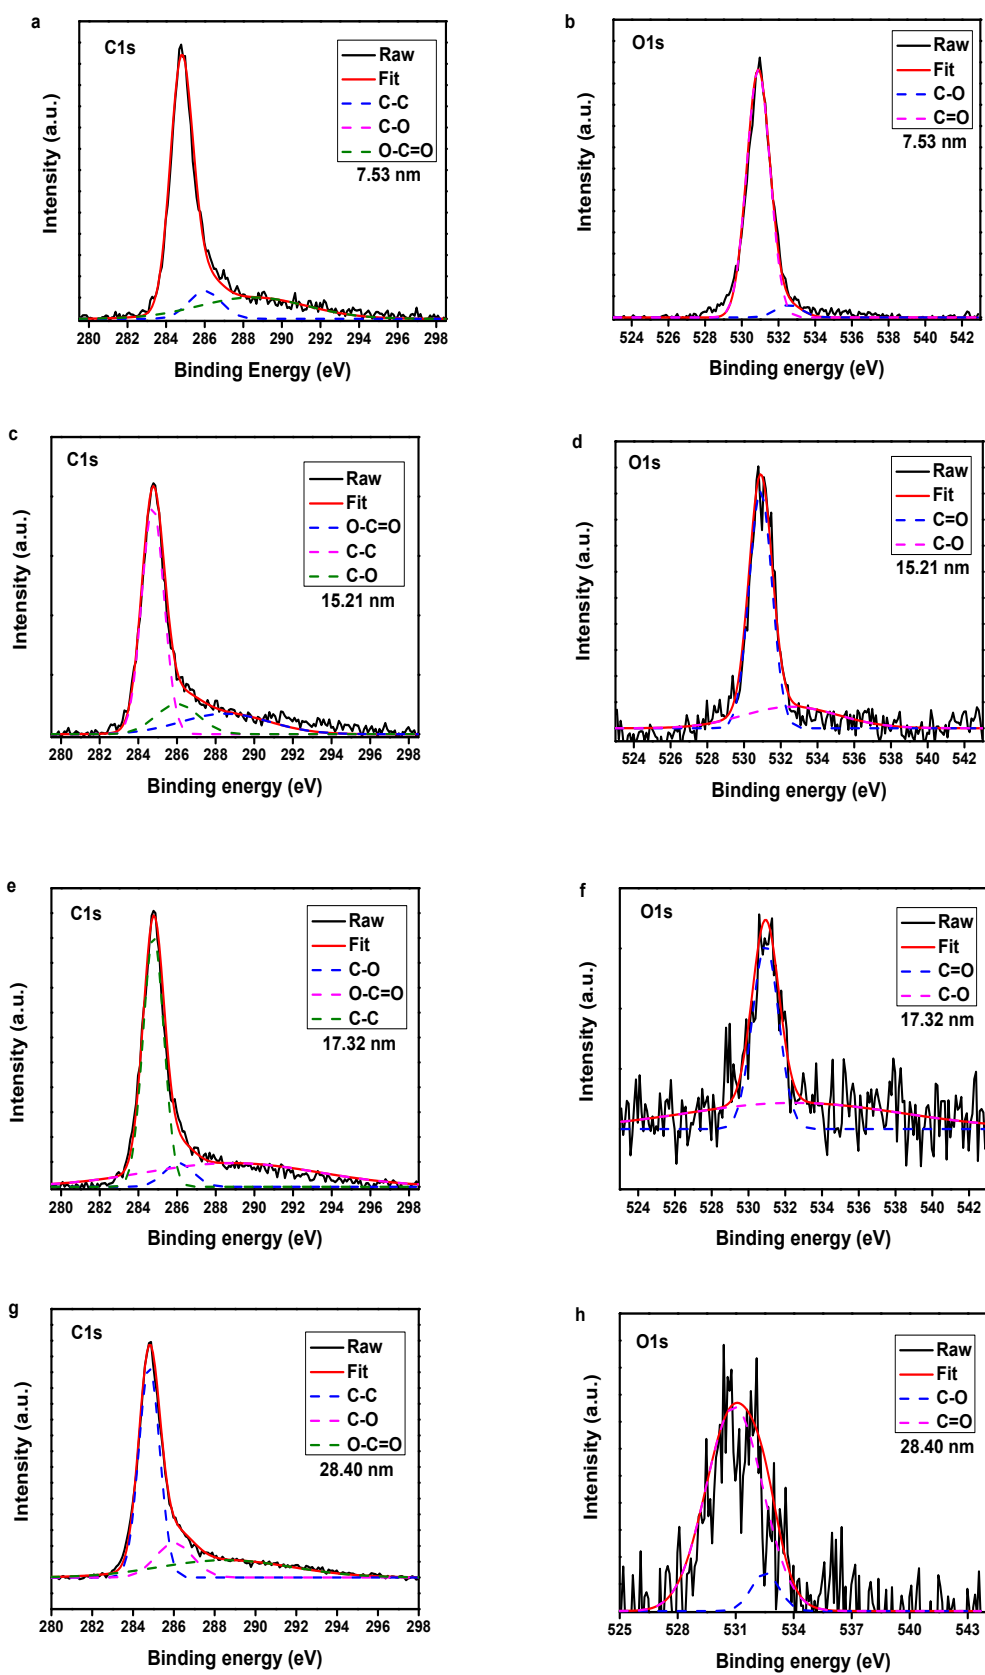 a
C1s
Raw
Fit
C-C
C-O
O-C=O
7.53 nm
Intensity (a.u.)
280 282 284 286 288 290 292 294 296 298
Binding Energy (eV)
b
O1s
Raw
Fit
C-O
C=O
7.53 nm
Intensity (a.u.)
524 526 528 530 532 534 536 538 540 542
Binding energy (eV)
c
C1s
Raw
Fit
O-C=O
C-C
C-O
15.21 nm
Intensity (a.u.)
280 282 284 286 288 290 292 294 296 298
Binding energy (eV)
d
O1s
Raw
Fit
C=O
C-O
15.21 nm
Intensity (a.u.)
524 526 528 530 532 534 536 538 540 542
Binding energy (eV)
e
C1s
Raw
Fit
C-O
O-C=O
C-C
17.32 nm
Intensity (a.u.)
280 282 284 286 288 290 292 294 296 298
Binding energy (eV)
f
O1s
Raw
Fit
C=O
C-O
17.32 nm
Intensity (a.u.)
524 526 528 530 532 534 536 538 540 542
Binding energy (eV)
g
C1s
Raw
Fit
C-C
C-O
O-C=O
28.40 nm
Intensity (a.u.)
280 282 284 286 288 290 292 294 296 298
Binding energy (eV)
h
O1s
Raw
Fit
C-O
C=O
28.40 nm
Intenisity (a.u.)
525 528 531 534 537 540 543
Binding energy (eV)